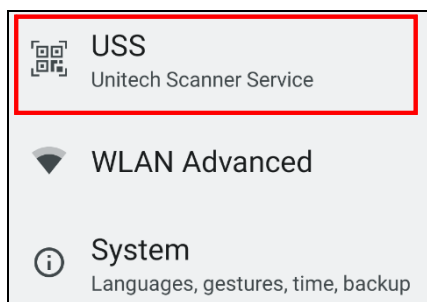 USS
Unitech Scanner Service
WLAN Advanced
System
Languages, gestures, time, backup